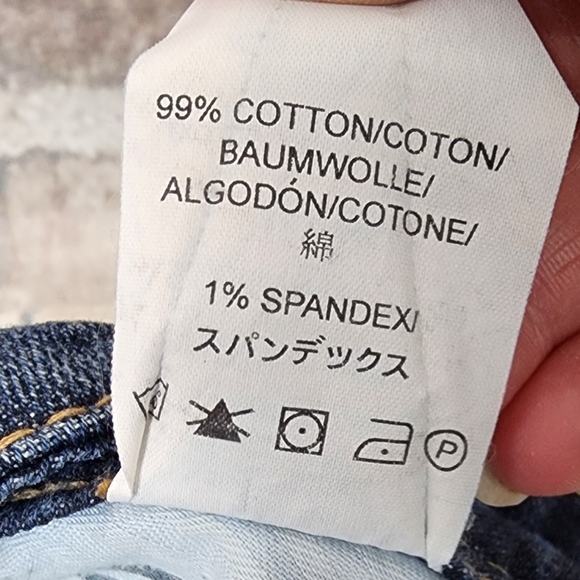 99% COTTON/COTON/
BAUMWOLLE/
ALGODÓN/COTONE/
綿
1% SPANDEX/
スパンデックス
P